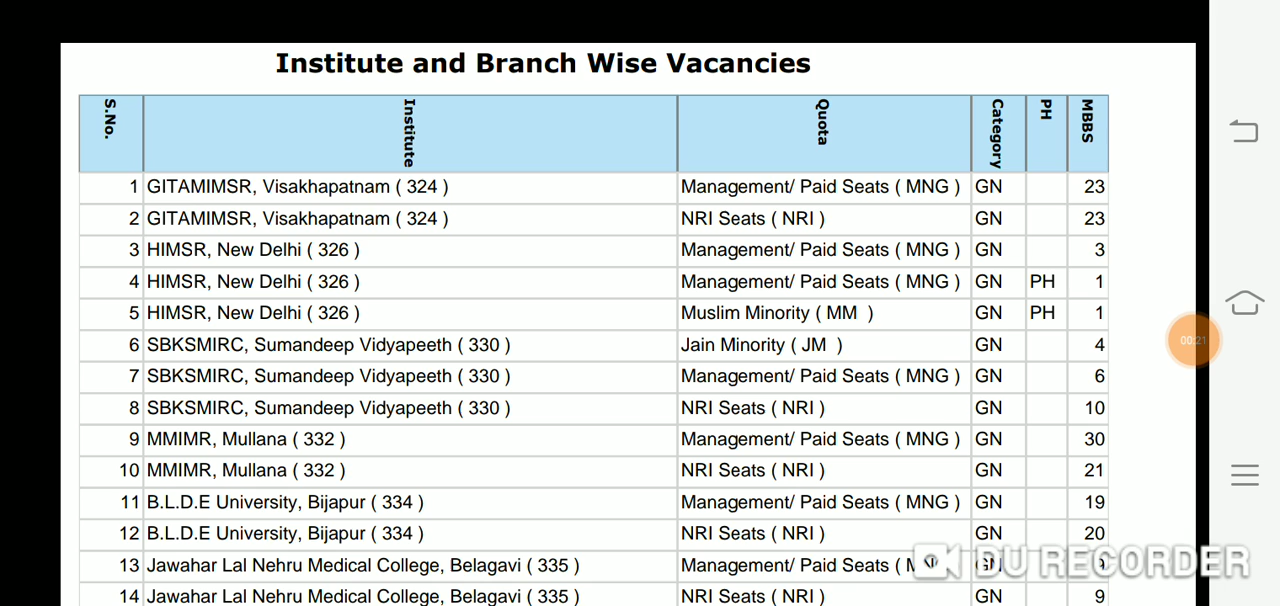 Institute and Branch Wise Vacancies
S.No. Institute Quota Category PH MBBS
1 GITAMIMSR, Visakhapatnam ( 324 ) Management/ Paid Seats ( MNG ) GN 23
2 GITAMIMSR, Visakhapatnam ( 324 ) NRI Seats ( NRI ) GN 23
3 HIMSR, New Delhi ( 326 ) Management/ Paid Seats ( MNG ) GN 3
4 HIMSR, New Delhi ( 326 ) Management/ Paid Seats ( MNG ) GN PH 1
5 HIMSR, New Delhi ( 326 ) Muslim Minority ( MM ) GN PH 1
6 SBKSMIRC, Sumandeep Vidyapeeth ( 330 ) Jain Minority ( JM ) GN 4
7 SBKSMIRC, Sumandeep Vidyapeeth ( 330 ) Management/ Paid Seats ( MNG ) GN 6
8 SBKSMIRC, Sumandeep Vidyapeeth ( 330 ) NRI Seats ( NRI ) GN 10
9 MMIMR, Mullana ( 332 ) Management/ Paid Seats ( MNG ) GN 30
10 MMIMR, Mullana ( 332 ) NRI Seats ( NRI ) GN 21
11 B.L.D.E University, Bijapur ( 334 ) Management/ Paid Seats ( MNG ) GN 19
12 B.L.D.E University, Bijapur ( 334 ) NRI Seats ( NRI ) GN 20
13 Jawahar Lal Nehru Medical College, Belagavi ( 335 ) Management/ Paid Seats ( MNG GN 9
14 Jawahar Lal Nehru Medical College, Belagavi ( 335 ) NRI Seats ( NRI ) GN 9
00:21
DU RECORDER